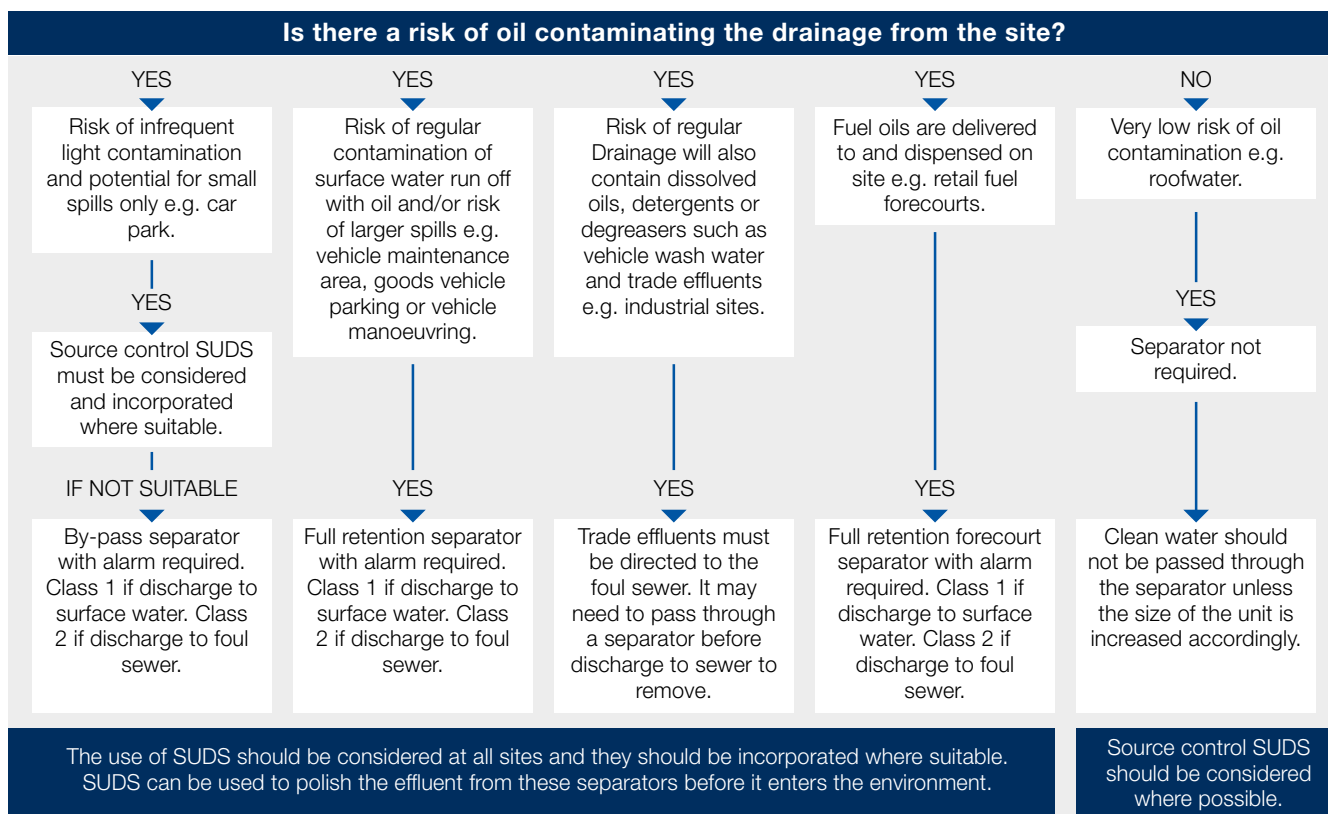 Is there a risk of oil contaminating the drainage from the site?
YES
Risk of infrequent
light contamination
and potential for small
spills only e.g. car
park.
YES
Source control SUDS
must be considered
and incorporated
where suitable.
IF NOT SUITABLE
By-pass separator
with alarm required.
Class 1 if discharge to
surface water. Class
2 if discharge to foul
sewer.
YES
Risk of regular
contamination of
surface water run off
with oil and/or risk
of larger spills e.g.
vehicle maintenance
area, goods vehicle
parking or vehicle
manoeuvring.
YES
Full retention separator
with alarm required.
Class 1 if discharge to
surface water. Class
2 if discharge to foul
sewer.
YES
Risk of regular
Drainage will also
contain dissolved
oils, detergents or
degreasers such as
vehicle wash water
and trade effluents
e.g. industrial sites.
YES
Trade effluents must
be directed to the
foul sewer. It may
need to pass through
a separator before
discharge to sewer to
remove.
YES
Fuel oils are delivered
to and dispensed on
site e.g. retail fuel
forecourts.
YES
Full retention forecourt
separator with alarm
required. Class 1 if
discharge to surface
water. Class 2 if
discharge to foul
sewer.
NO
Very low risk of oil
contamination e.g.
roofwater.
YES
Separator not
required.
Clean water should
not be passed through
the separator unless
the size of the unit is
increased accordingly.
The use of SUDS should be considered at all sites and they should be incorporated where suitable.
SUDS can be used to polish the effluent from these separators before it enters the environment.
Source control SUDS
should be considered
where possible.